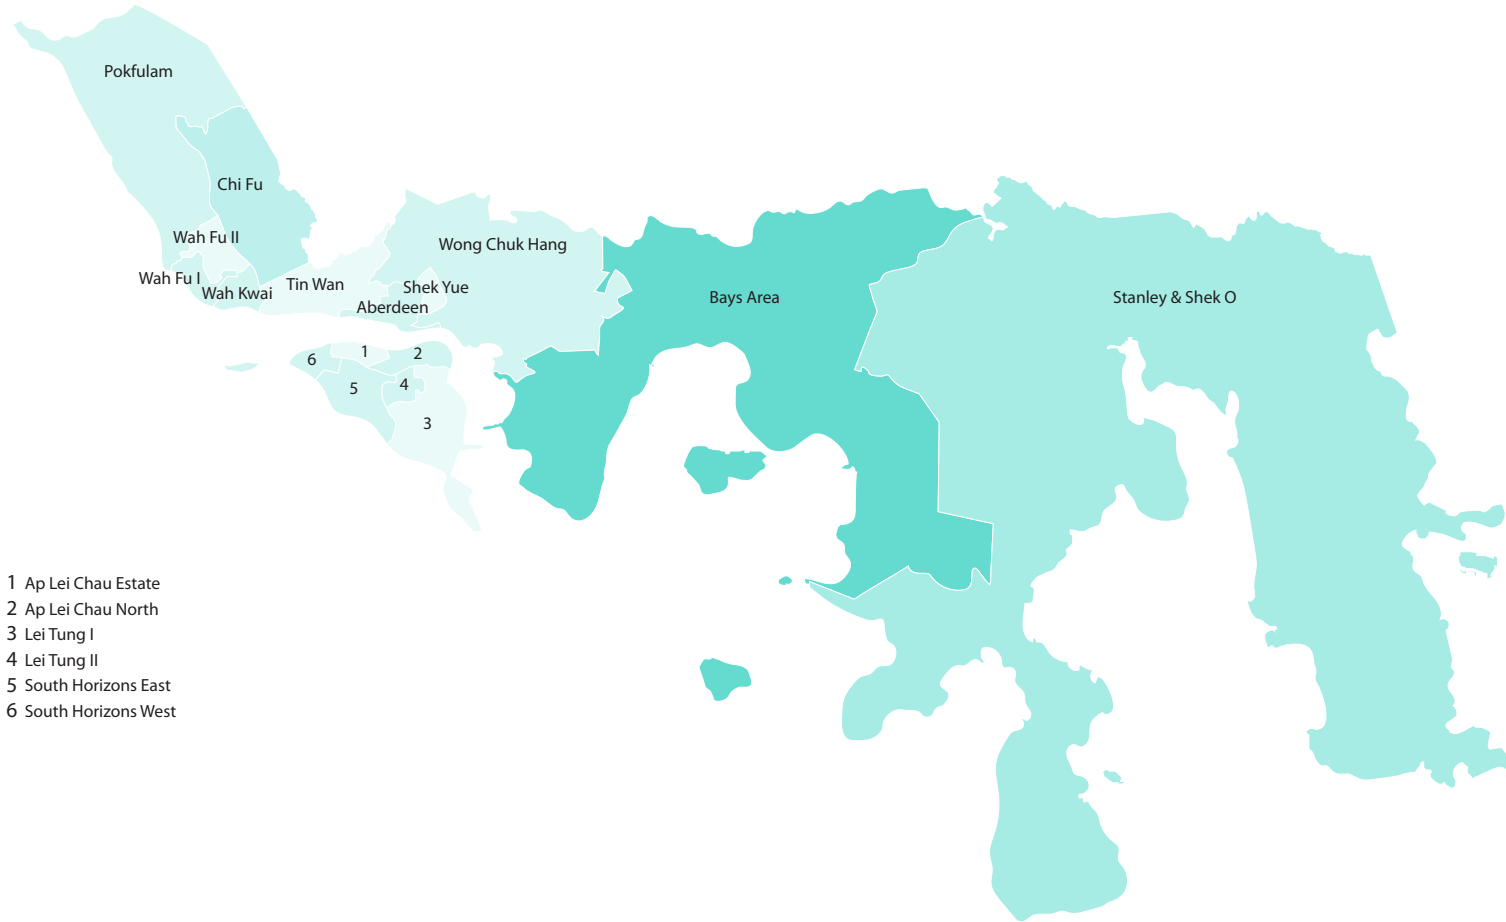 Pokfulam
Chi Fu
Wah Fu II
Wong Chuk Hang
Wah Fu I
Wah Kwai
Tin Wan
Shek Yue
Aberdeen
Bays Area
Stanley & Shek O
1
2
6
5
4
3
1 Ap Lei Chau Estate
2 Ap Lei Chau North
3 Lei Tung I
4 Lei Tung II
5 South Horizons East
6 South Horizons West